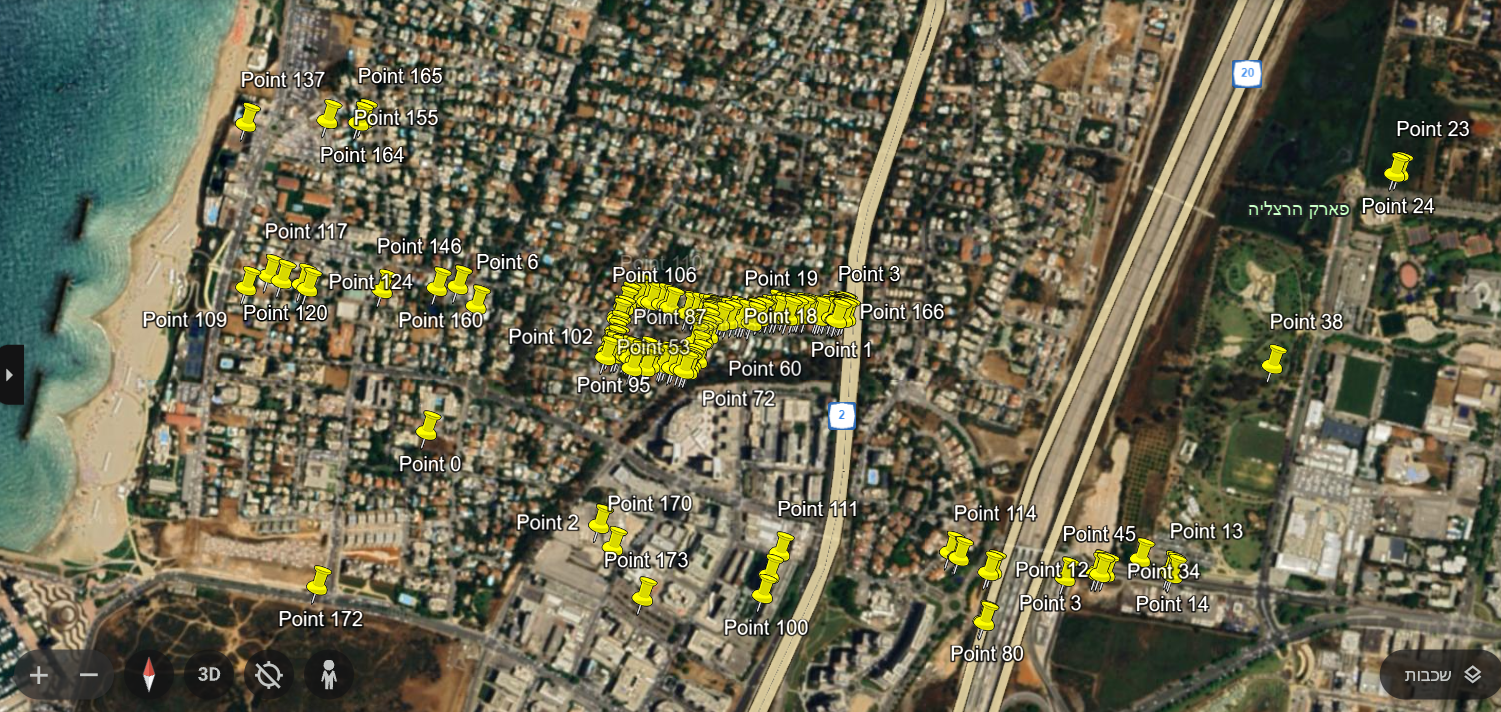 20
Point 137
Point 165
Point 155
Point 164
Point 23
Point 24
פארק הרצליה
Point 117
Point 146
Point 6
Point 124
Point 109
Point 120
Point 160
Point 110
Point 106
Point 19
Point 3
Point 102
Point 87
Point 18
Point 166
Point 53
Point 1
Point 38
Point 95
Point 60
Point 72
2
Point 0
Point 2
Point 170
Point 111
Point 114
Point 173
Point 45
Point 13
Point 12
Point 34
Point 3
Point 14
Point 172
Point 100
Point 80
3D
שכבות